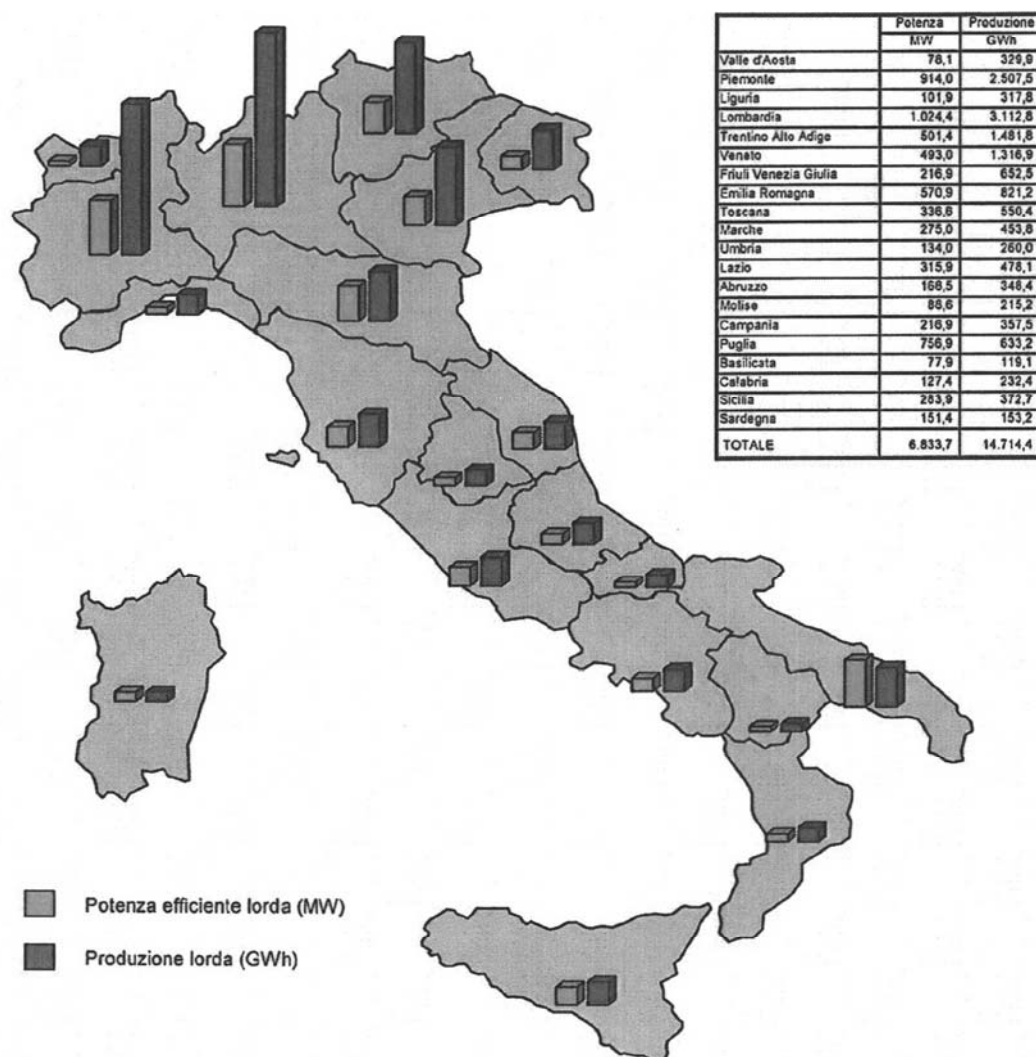 Potenza Produzione
MW GWh
Valle d'Aosta 78,1 329,9
Piemonte 914,0 2.507,5
Liguria 101,9 317,8
Lombardia 1.024,4 3.112,8
Trentino Alto Adige 501,4 1.481,8
Veneto 493,0 1.316,9
Friuli Venezia Giulia 216,9 652,5
Emilia Romagna 570,9 821,2
Toscana 336,6 550,4
Marche 275,0 453,8
Umbria 134,0 260,0
Lazio 315,9 478,1
Abruzzo 166,5 348,4
Molise 88,6 215,2
Campania 216,9 357,5
Puglia 756,9 633,2
Basilicata 77,9 119,1
Calabria 127,4 232,4
Sicilia 283,9 372,7
Sardegna 151,4 153,2
TOTALE 6.833,7 14.714,4
Potenza efficiente lorda (MW)
Produzione lorda (GWh)